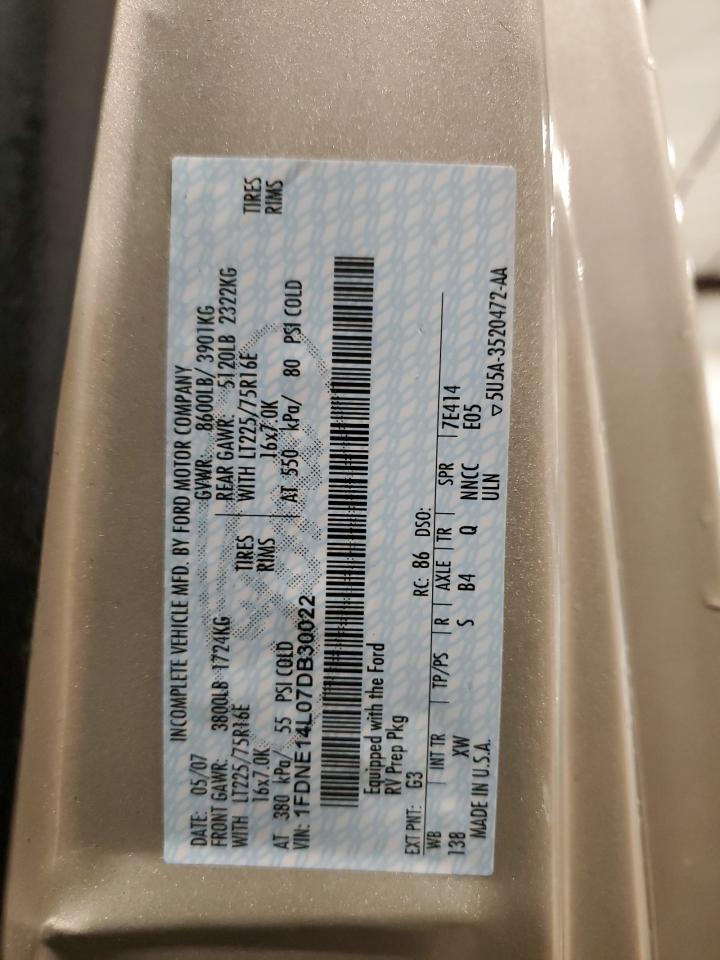 INCOMPLETE VEHICLE MFD. BY FORD MOTOR COMPANY
DATE: 05/07 GVWR: 8600LB/ 3901KG
FRONT GAWR: 3800LB 1724KG REAR GAWR: 5120LB 2322KG
WITH LT225/75R16E TIRES WITH LT225/75R16E TIRES
16x7.0K RIMS 16x7.0K RIMS
AT 380 kPa/ 55 PSI COLD AT 550 kPa/ 80 PSI COLD
VIN: 1FDNE14L07DB30022
Equipped with the Ford
RV Prep Pkg
EXT PNT: G3 RC: 86 DSO:
WB INT TR TP/PS R AXLE TR SPR 7E414
138 XW S B4 Q NNCC E05
MADE IN U.S.A. ULN ▽5U5A-3520472-AA